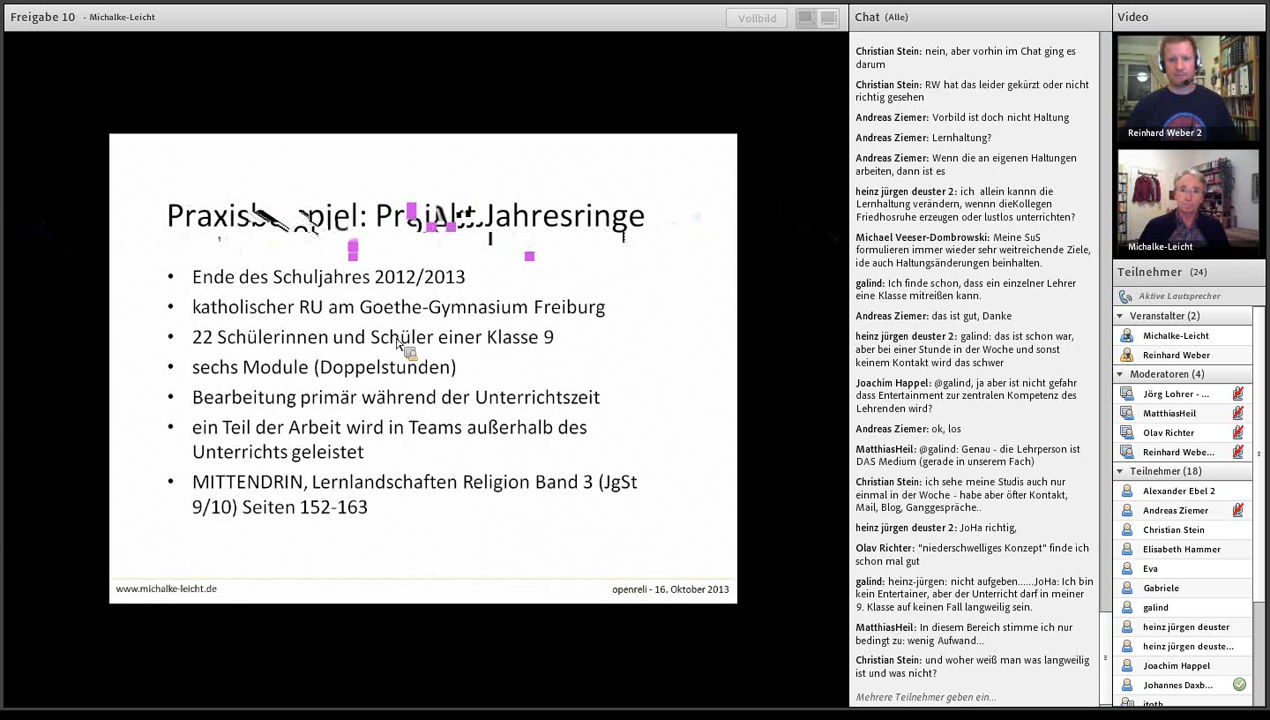 Freigabe 10 - Michalke-Leicht
Vollbild
Praxisbeispiel: Projekt Jahresringe
• Ende des Schuljahres 2012/2013
• katholischer RU am Goethe-Gymnasium Freiburg
• 22 Schülerinnen und Schüler einer Klasse 9
• sechs Module (Doppelstunden)
• Bearbeitung primär während der Unterrichtszeit
• ein Teil der Arbeit wird in Teams außerhalb des
Unterrichts geleistet
• MITTENDRIN, Lernlandschaften Religion Band 3 (JgSt
9/10) Seiten 152-163
www.michalke-leicht.de
openreli - 16. Oktober 2013
Chat (Alle)
Christian Stein: nein, aber vorhin im Chat ging es
darum
Christian Stein: RW hat das leider gekürzt oder nicht
richtig gesehen
Andreas Ziemer: Vorbild ist doch nicht Haltung
Andreas Ziemer: Lernhaltung?
Andreas Ziemer: Wenn die an eigenen Haltungen
arbeiten, dann ist es
heinz jürgen deuster 2: ich allein kannn die
Lernhaltung verändern, wennn dieKollegen
Friedhosruhe erzeugen oder lustlos unterrichten?
Michael Veeser-Dombrowski: Meine SuS
formulieren immer wieder sehr weitreichende Ziele,
ide auch Haltungsänderungen beinhalten.
galind: Ich finde schon, dass ein einzelner Lehrer
eine Klasse mitreißen kann.
Andreas Ziemer: das ist gut, Danke
heinz jürgen deuster 2: galind: das ist schon war,
aber bei einer Stunde in der Woche und sonst
keinem Kontakt wird das schwer
Joachim Happel: @galind, ja aber ist nicht gefahr
dass Entertainment zur zentralen Kompetenz des
Lehrenden wird?
Andreas Ziemer: ok, los
MatthiasHeil: @galind: Genau - die Lehrperson ist
DAS Medium (gerade in unserem Fach)
Christian Stein: ich sehe meine Studis auch nur
einmal in der Woche - habe aber öfter Kontakt,
Mail, Blog, Ganggespräche..
heinz jürgen deuster 2: JoHa richtig,
Olav Richter: "niederschwelliges Konzept" finde ich
schon mal gut
galind: heinz-jürgen: nicht aufgeben......JoHa: Ich bin
kein Entertainer, aber der Unterricht darf in meiner
9. Klasse auf keinen Fall langweilig sein.
MatthiasHeil: In diesem Bereich stimme ich nur
bedingt zu: wenig Aufwand...
Christian Stein: und woher weiß man was langweilig
ist und was nicht?
Mehrere Teilnehmer geben ein...
Video
Reinhard Weber 2
Michalke-Leicht
Teilnehmer (24)
Aktive Lautsprecher
Veranstalter (2)
Michalke-Leicht
Reinhard Weber
Moderatoren (4)
Jörg Lohrer - ...
MatthiasHeil
Olav Richter
Reinhard Webe...
Teilnehmer (18)
Alexander Ebel 2
Andreas Ziemer
Christian Stein
Elisabeth Hammer
Eva
Gabriele
galind
heinz jürgen deuster
heinz jürgen deuste...
Joachim Happel
Johannes Daxb...
itoth